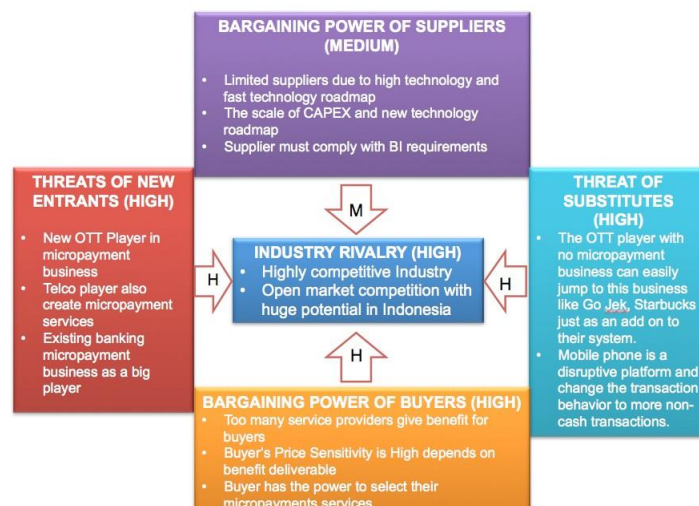 BARGAINING POWER OF SUPPLIERS
(MEDIUM)
• Limited suppliers due to high technology and
fast technology roadmap
• The scale of CAPEX and new technology
roadmap
• Supplier must comply with BI requirements
M
THREATS OF NEW
ENTRANTS (HIGH)
• New OTT Player in
micropayment
business
• Telco player also
create micropayment
services
• Existing banking
micropayment
business as a big
player
H
INDUSTRY RIVALRY (HIGH)
• Highly competitive Industry
• Open market competition with
huge potential in Indonesia
H
THREAT OF
SUBSTITUTES
(HIGH)
• The OTT player with
no micropayment
business can easily
jump to this business
like Go Jek, Starbucks
just as an add on to
their system.
• Mobile phone is a
disruptive platform and
change the transaction
behavior to more non-
cash transactions.
H
BARGAINING POWER OF BUYERS (HIGH)
• Too many service providers give benefit for
buyers
• Buyer's Price Sensitivity is High depends on
benefit deliverable
• Buyer has the power to select their
micropayments services